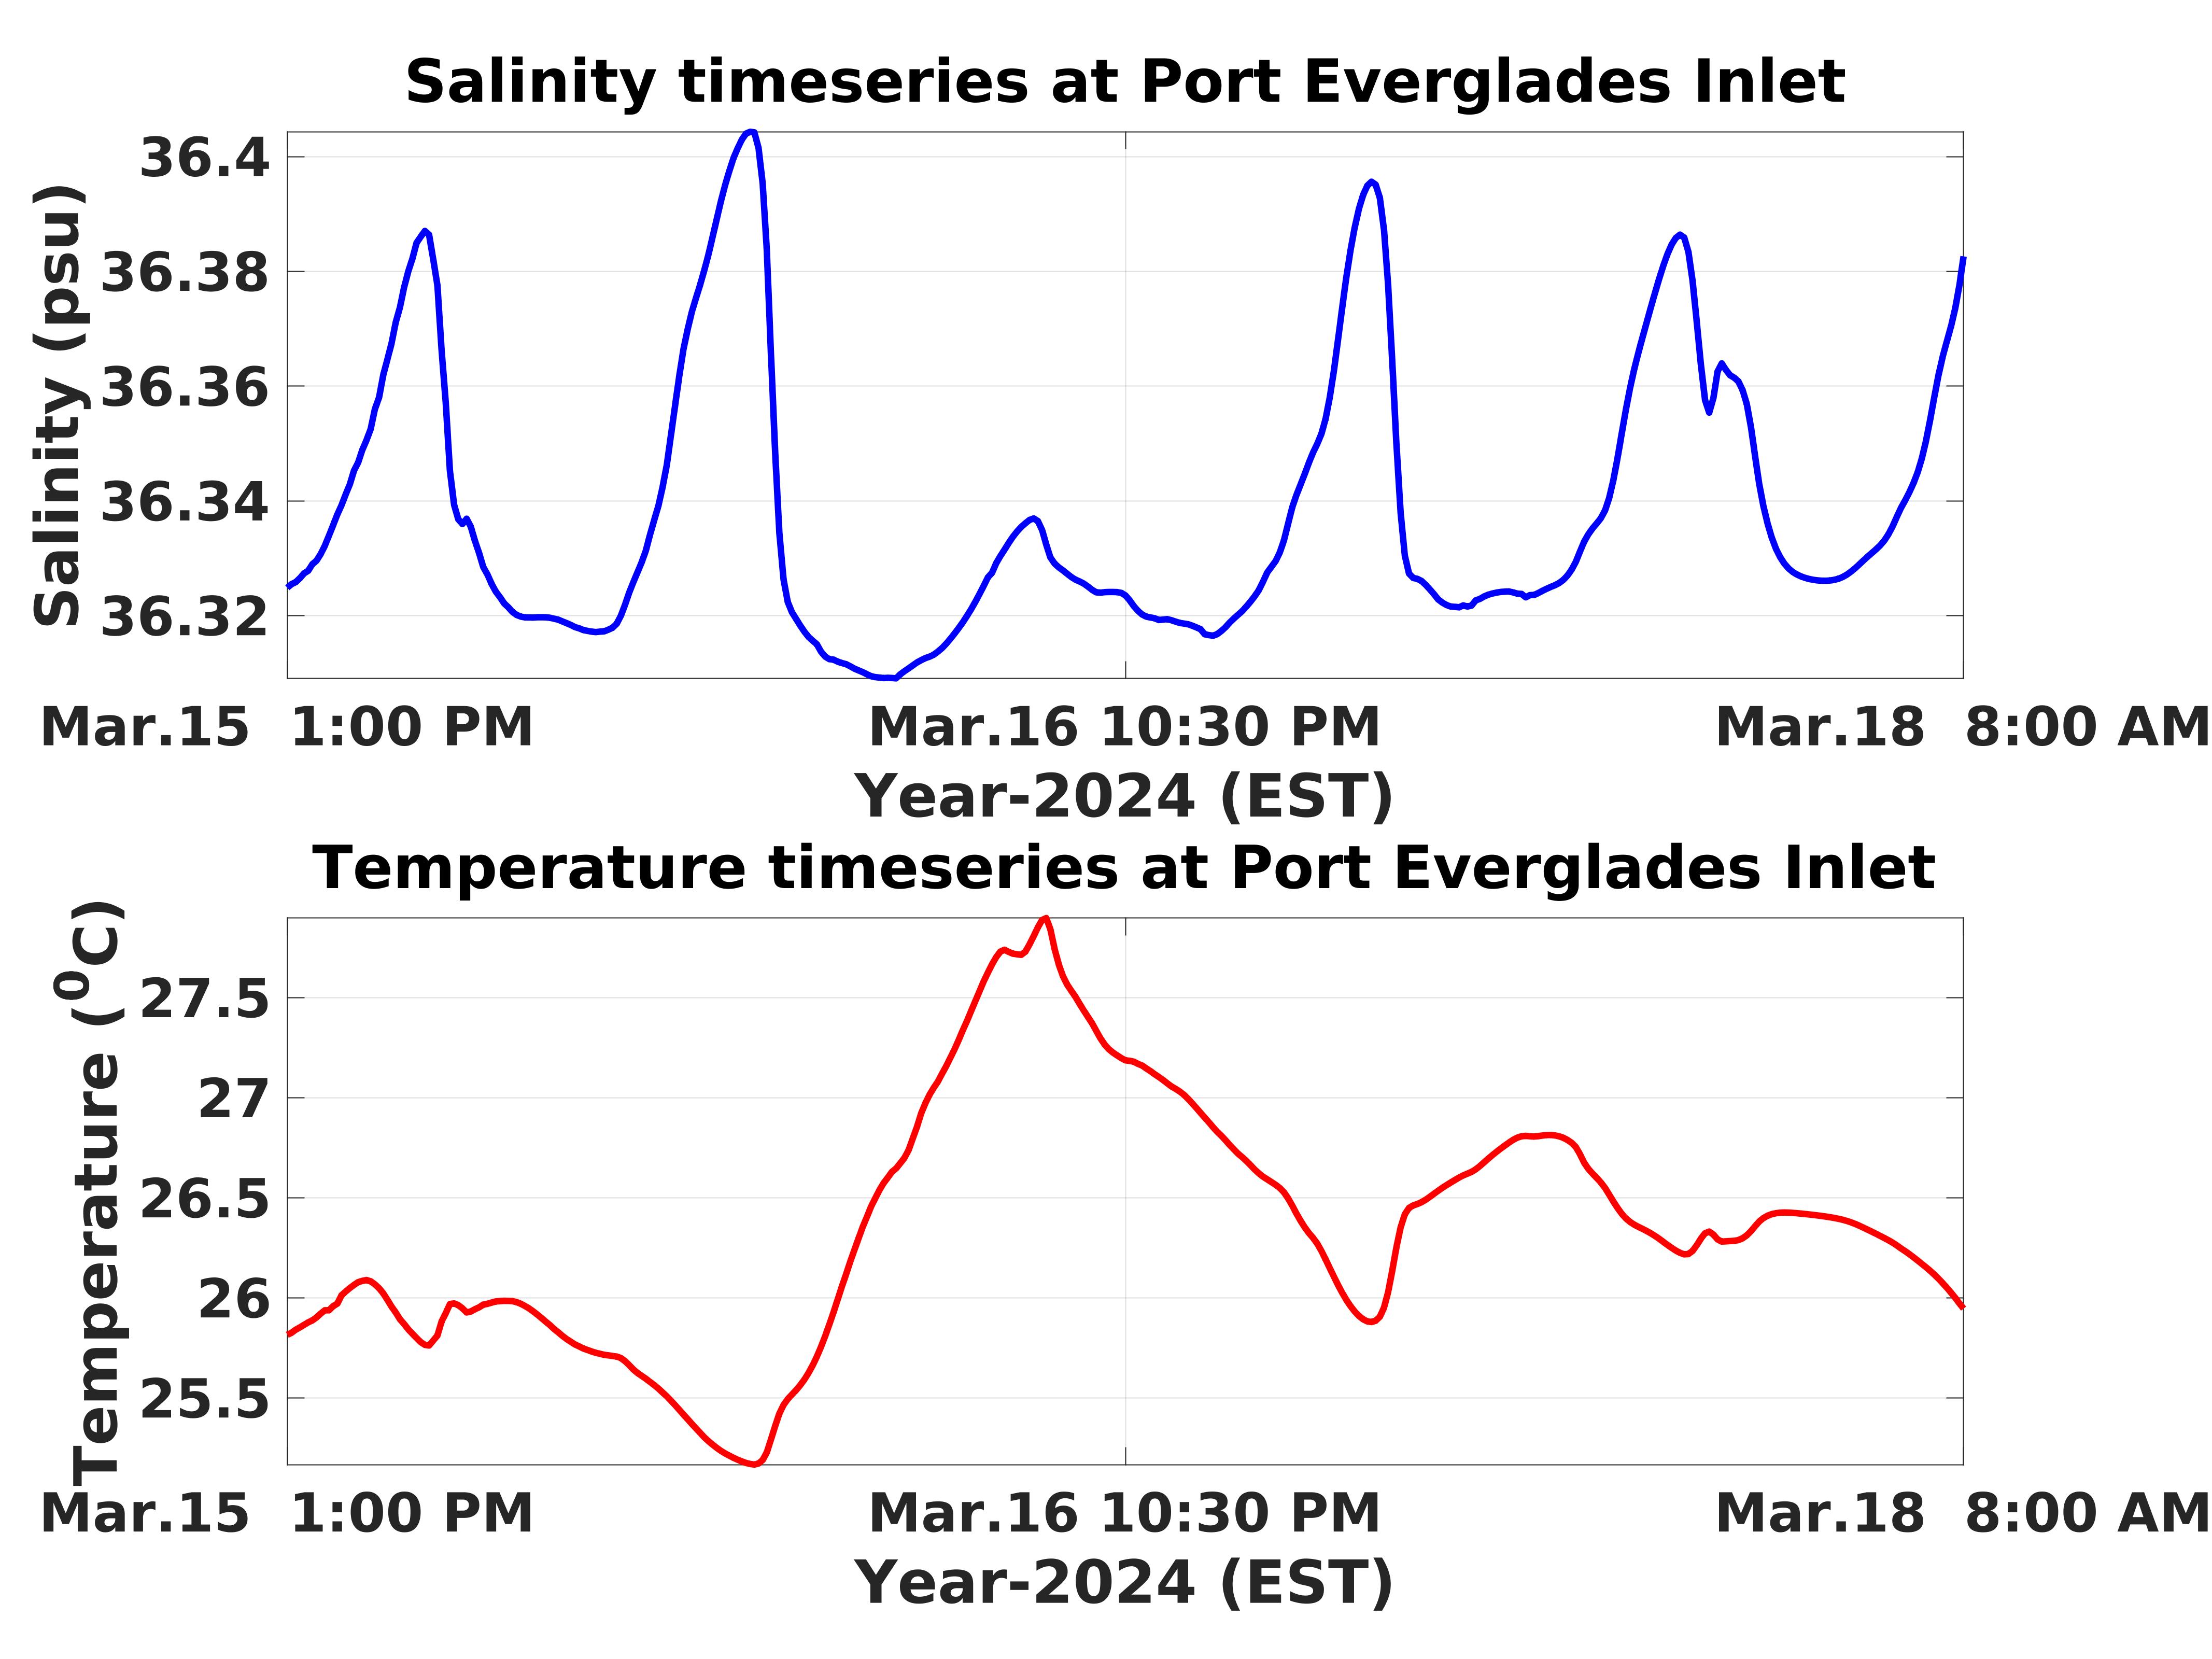 Salinity timeseries at Port Everglades Inlet
Salinity (psu)
36.4
36.38
36.36
36.34
36.32
Mar.15  1:00 PM
Mar.16 10:30 PM
Mar.18  8:00 AM
Year-2024 (EST)
Temperature timeseries at Port Everglades Inlet
Temperature (⁰C)
27.5
27
26.5
26
25.5
Mar.15  1:00 PM
Mar.16 10:30 PM
Mar.18  8:00 AM
Year-2024 (EST)